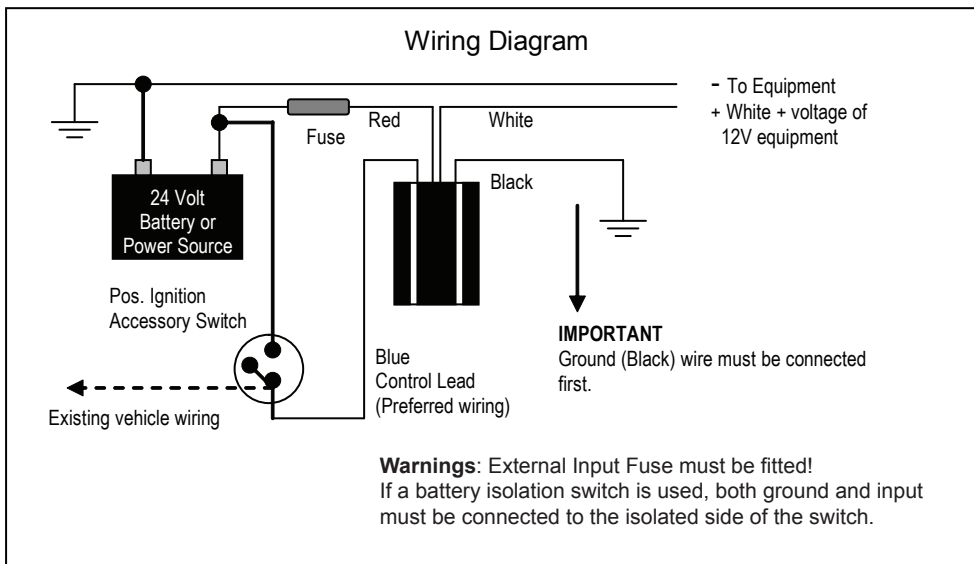 Wiring Diagram
- To Equipment
+ White + voltage of
12V equipment
Red
White
Fuse
Black
24 Volt
Battery or
Power Source
Pos. Ignition
Accessory Switch
IMPORTANT
Ground (Black) wire must be connected
first.
Blue
Control Lead
(Preferred wiring)
Existing vehicle wiring
Warnings: External Input Fuse must be fitted!
If a battery isolation switch is used, both ground and input
must be connected to the isolated side of the switch.